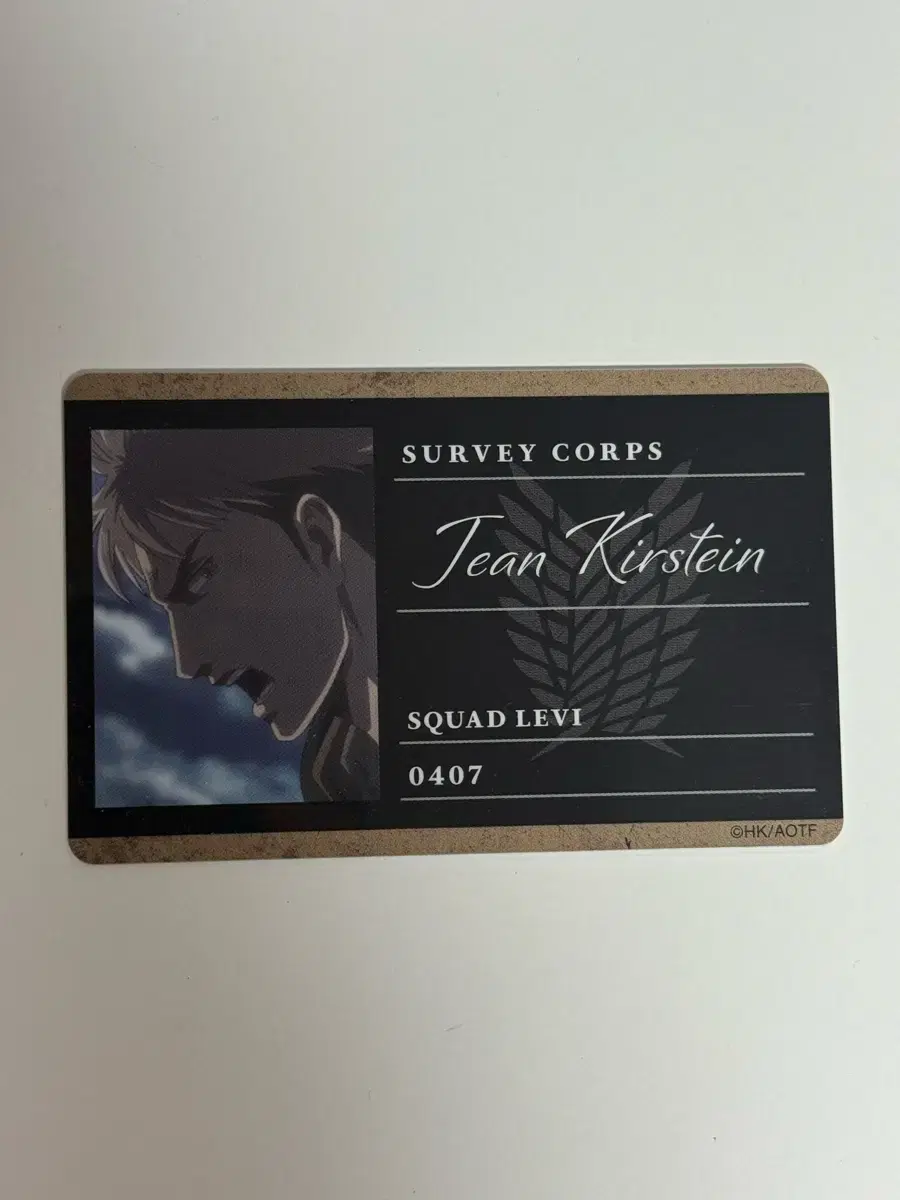 SURVEY CORPS
Jean Kirstein
SQUAD LEVI
0407
©HK/AOTF